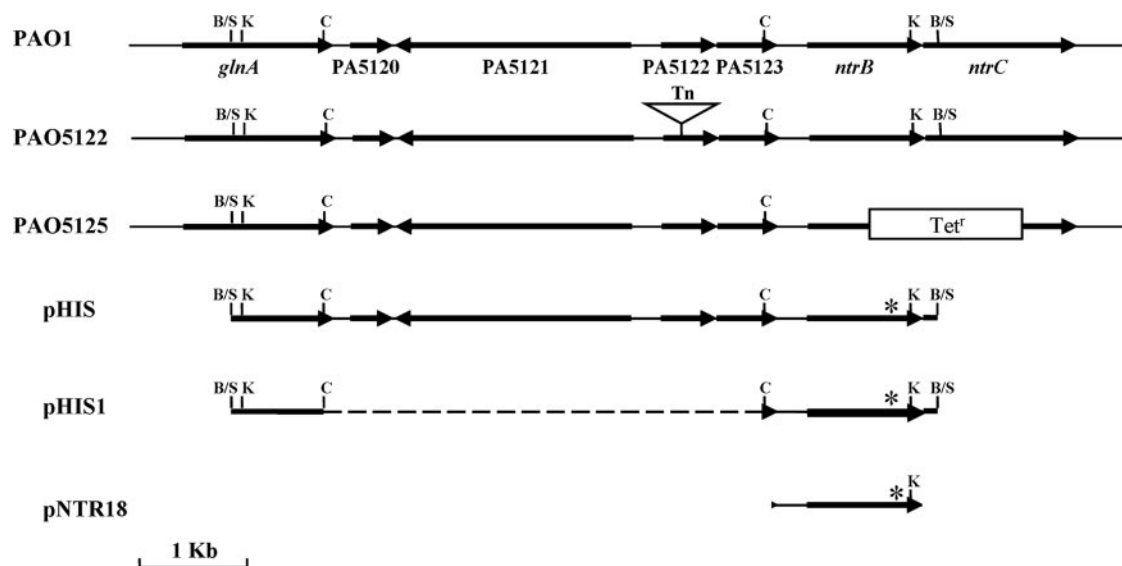 B/S K C K B/S
PAO1
glnA PA5120 PA5121 PA5122 PA5123 ntrB ntrC
Tn
B/S K C C K B/S
PAO5122
B/S K C C
PAO5125 Tetʳ
B/S K C C K B/S
pHIS *
B/S K C C K B/S
pHIS1 *
K
pNTR18 *
1 Kb